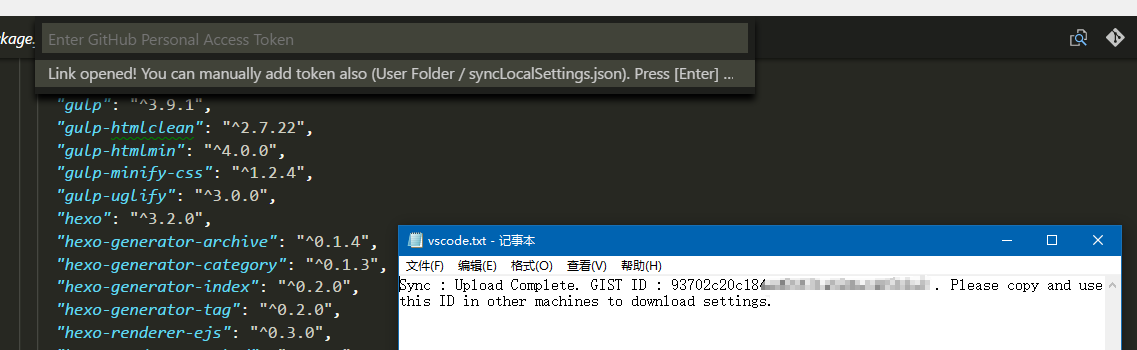 ckage.
Enter GitHub Personal Access Token
Link opened! You can manually add token also (User Folder / syncLocalSettings.json). Press [Enter] ...
"gulp": "^3.9.1",
"gulp-htmlclean": "^2.7.22",
"gulp-htmlmin": "^4.0.0",
"gulp-minify-css": "^1.2.4",
"gulp-uglify": "^3.0.0",
"hexo": "^3.2.0",
"hexo-generator-archive": "^0.1.4",
"hexo-generator-category": "^0.1.3",
"hexo-generator-index": "^0.2.0",
"hexo-generator-tag": "^0.2.0",
"hexo-renderer-ejs": "^0.3.0",
vscode.txt - 记事本
文件(F) 编辑(E) 格式(O) 查看(V) 帮助(H)
Sync : Upload Complete. GIST ID : 93702c20c184 . Please copy and use
this ID in other machines to download settings.